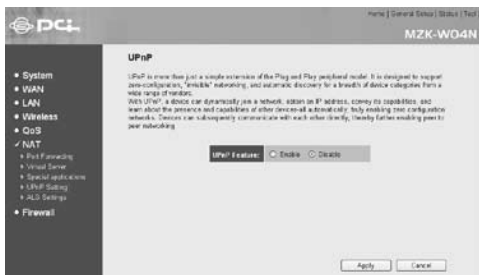 Home | General Setup | Status | Tool
PCi
MZK-W04N
UPnP
UPnP is more than just a simple extension of the Plug and Play peripheral model. It is designed to support
zero-configuration, "invisible" networking, and automatic discovery for a breadth of device categories from a
wide range of vendors.
With UPnP, a device can dynamically join a network, obtain an IP address, convey its capabilities, and
learn about the presence and capabilities of other devices-all automatically; truly enabling zero configuration
networks. Devices can subsequently communicate with each other directly; thereby further enabling peer to
peer networking.
• System
• WAN
• LAN
• Wireless
• QoS
✓ NAT
Port Forwarding
Virtual Server
Special applications
UPnP Setting
ALG Settings
• Firewall
UPnP Feature: Enable Disable
Apply Cancel